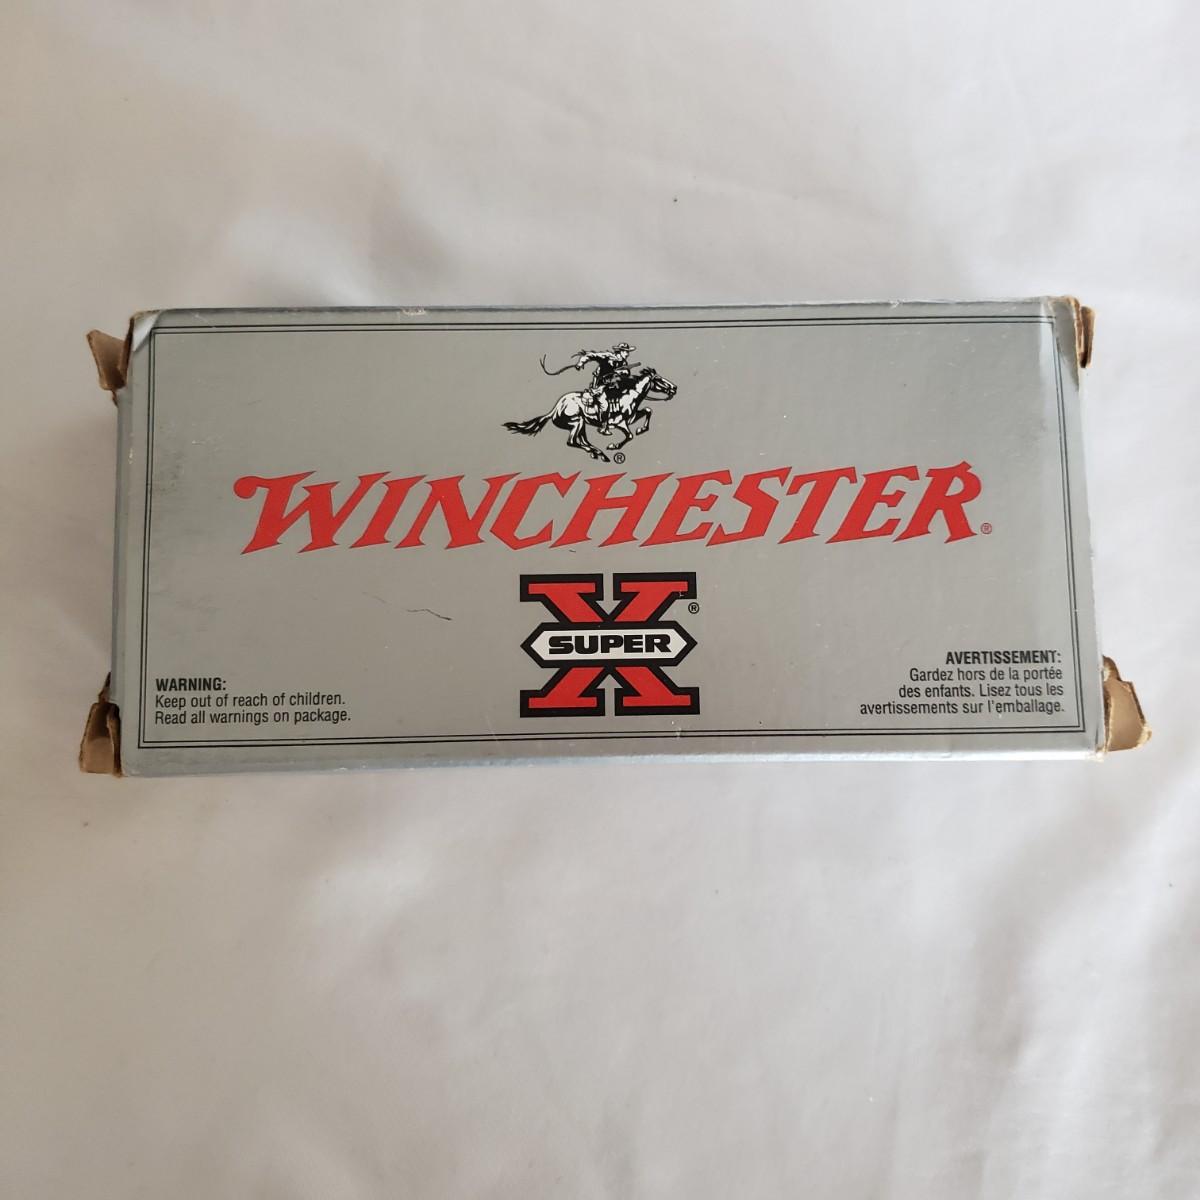 ®
WINCHESTER®
X®
SUPER
WARNING:
Keep out of reach of children.
Read all warnings on package.
AVERTISSEMENT:
Gardez hors de la portée
des enfants. Lisez tous les
avertissements sur l'emballage.